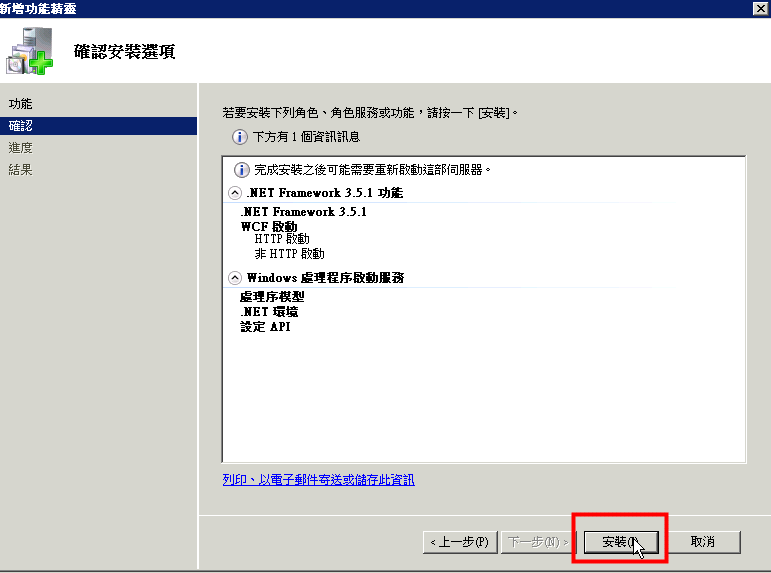 新增功能精靈
確認安裝選項
功能
確認
進度
結果
若要安裝下列角色、角色服務或功能，請按一下 [安裝]。
下方有 1 個資訊訊息
完成安裝之後可能需要重新啟動這部伺服器。
.NET Framework 3.5.1 功能
.NET Framework 3.5.1
WCF 啟動
HTTP 啟動
非 HTTP 啟動
Windows 處理程序啟動服務
處理序模型
.NET 環境
設定 API
列印、以電子郵件寄送或儲存此資訊
< 上一步(P)
下一步(N) >
安裝(I)
取消